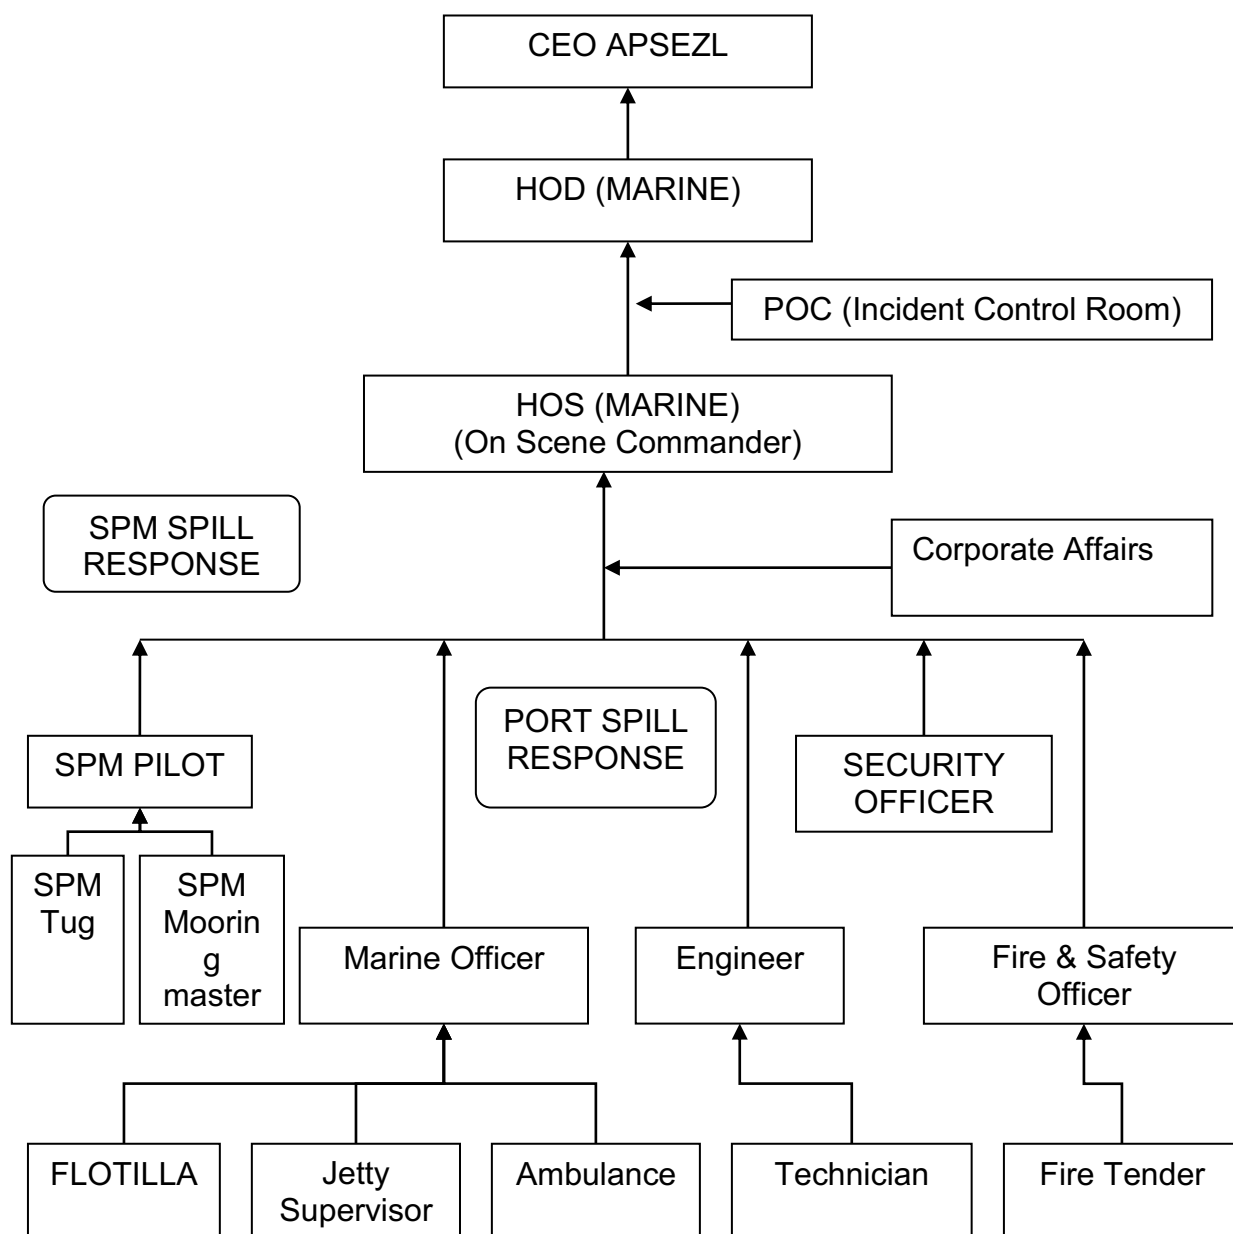 CEO APSEZL
HOD (MARINE)
POC (Incident Control Room)
HOS (MARINE)
(On Scene Commander)
SPM SPILL
RESPONSE
Corporate Affairs
PORT SPILL
RESPONSE
SPM PILOT
SECURITY
OFFICER
SPM
Tug
SPM
Moorin
g
master
Marine Officer
Engineer
Fire & Safety
Officer
FLOTILLA
Jetty
Supervisor
Ambulance
Technician
Fire Tender